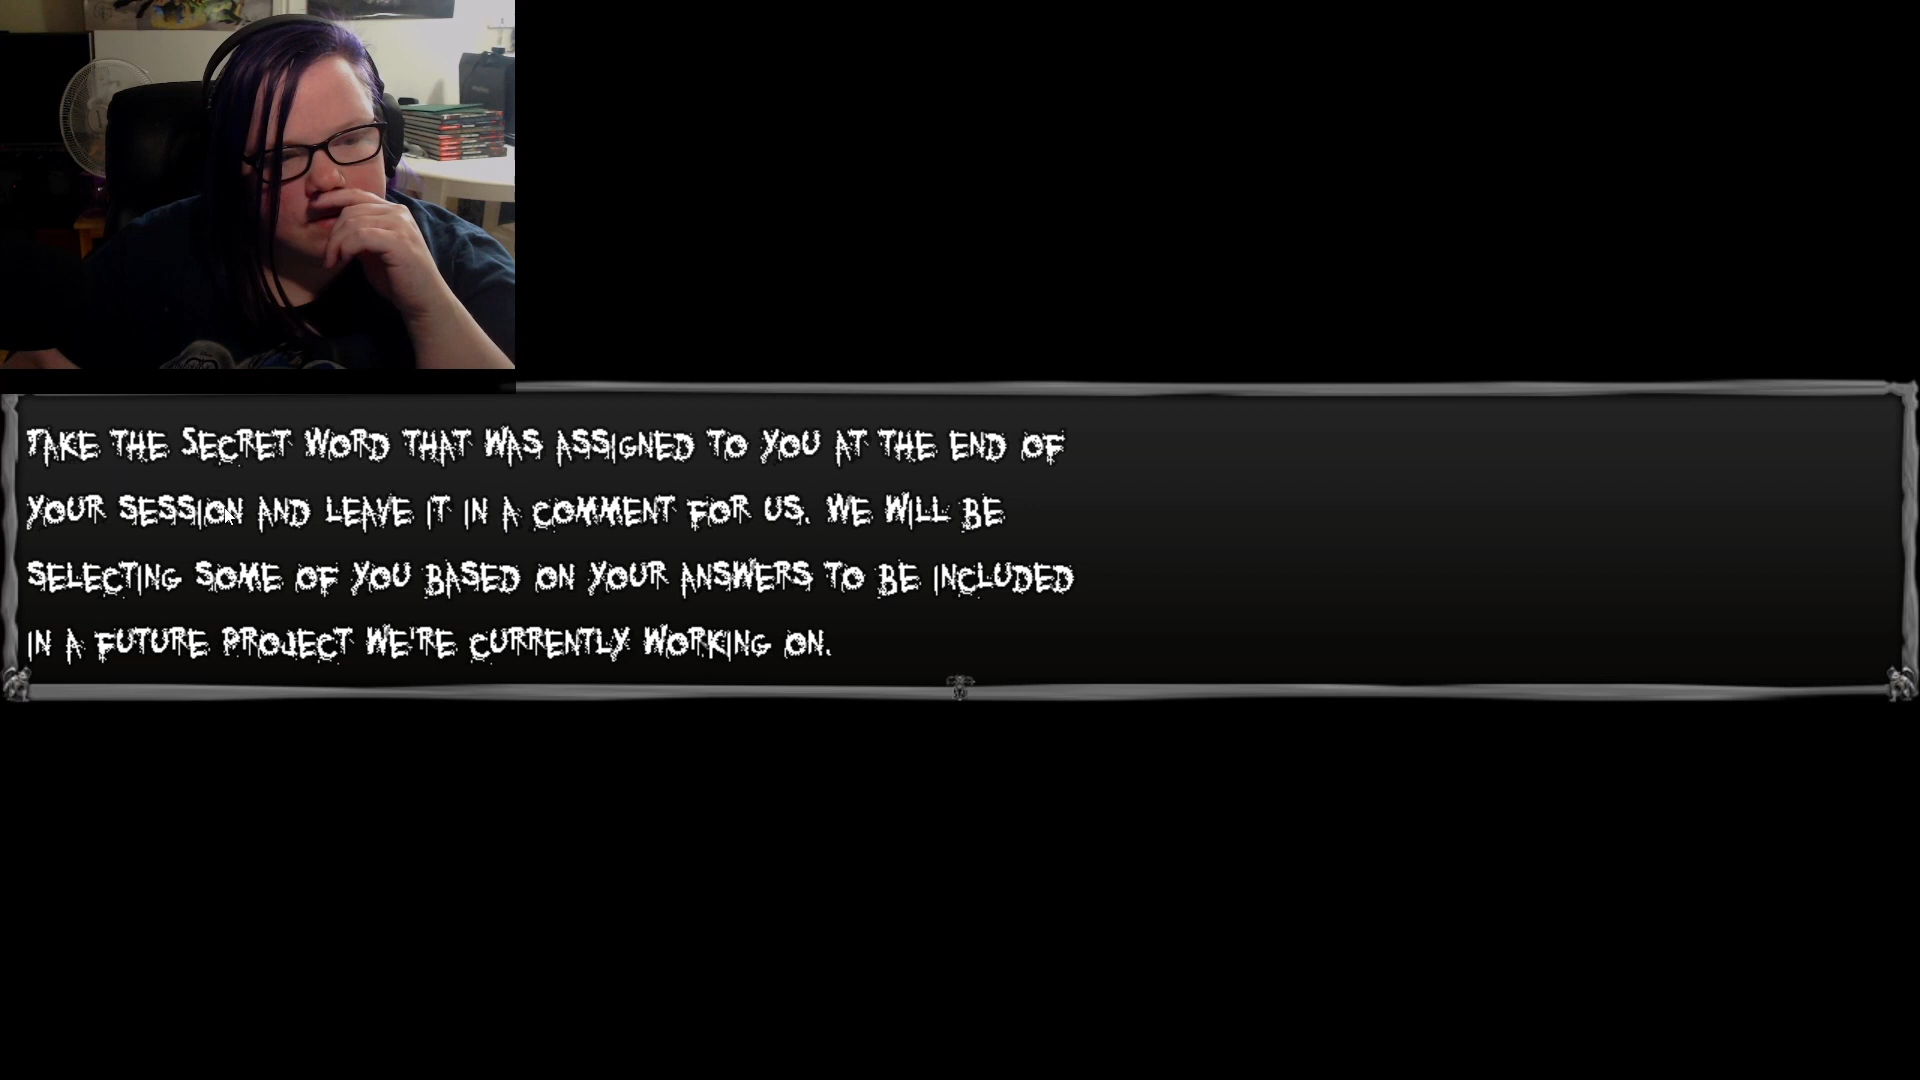 TAKE THE SECRET WORD THAT WAS ASSIGNED TO YOU AT THE END OF
YOUR SESSION AND LEAVE IT IN A COMMENT FOR US. WE WILL BE
SELECTING SOME OF YOU BASED ON YOUR ANSWERS TO BE INCLUDED
IN A FUTURE PROJECT WE'RE CURRENTLY WORKING ON.